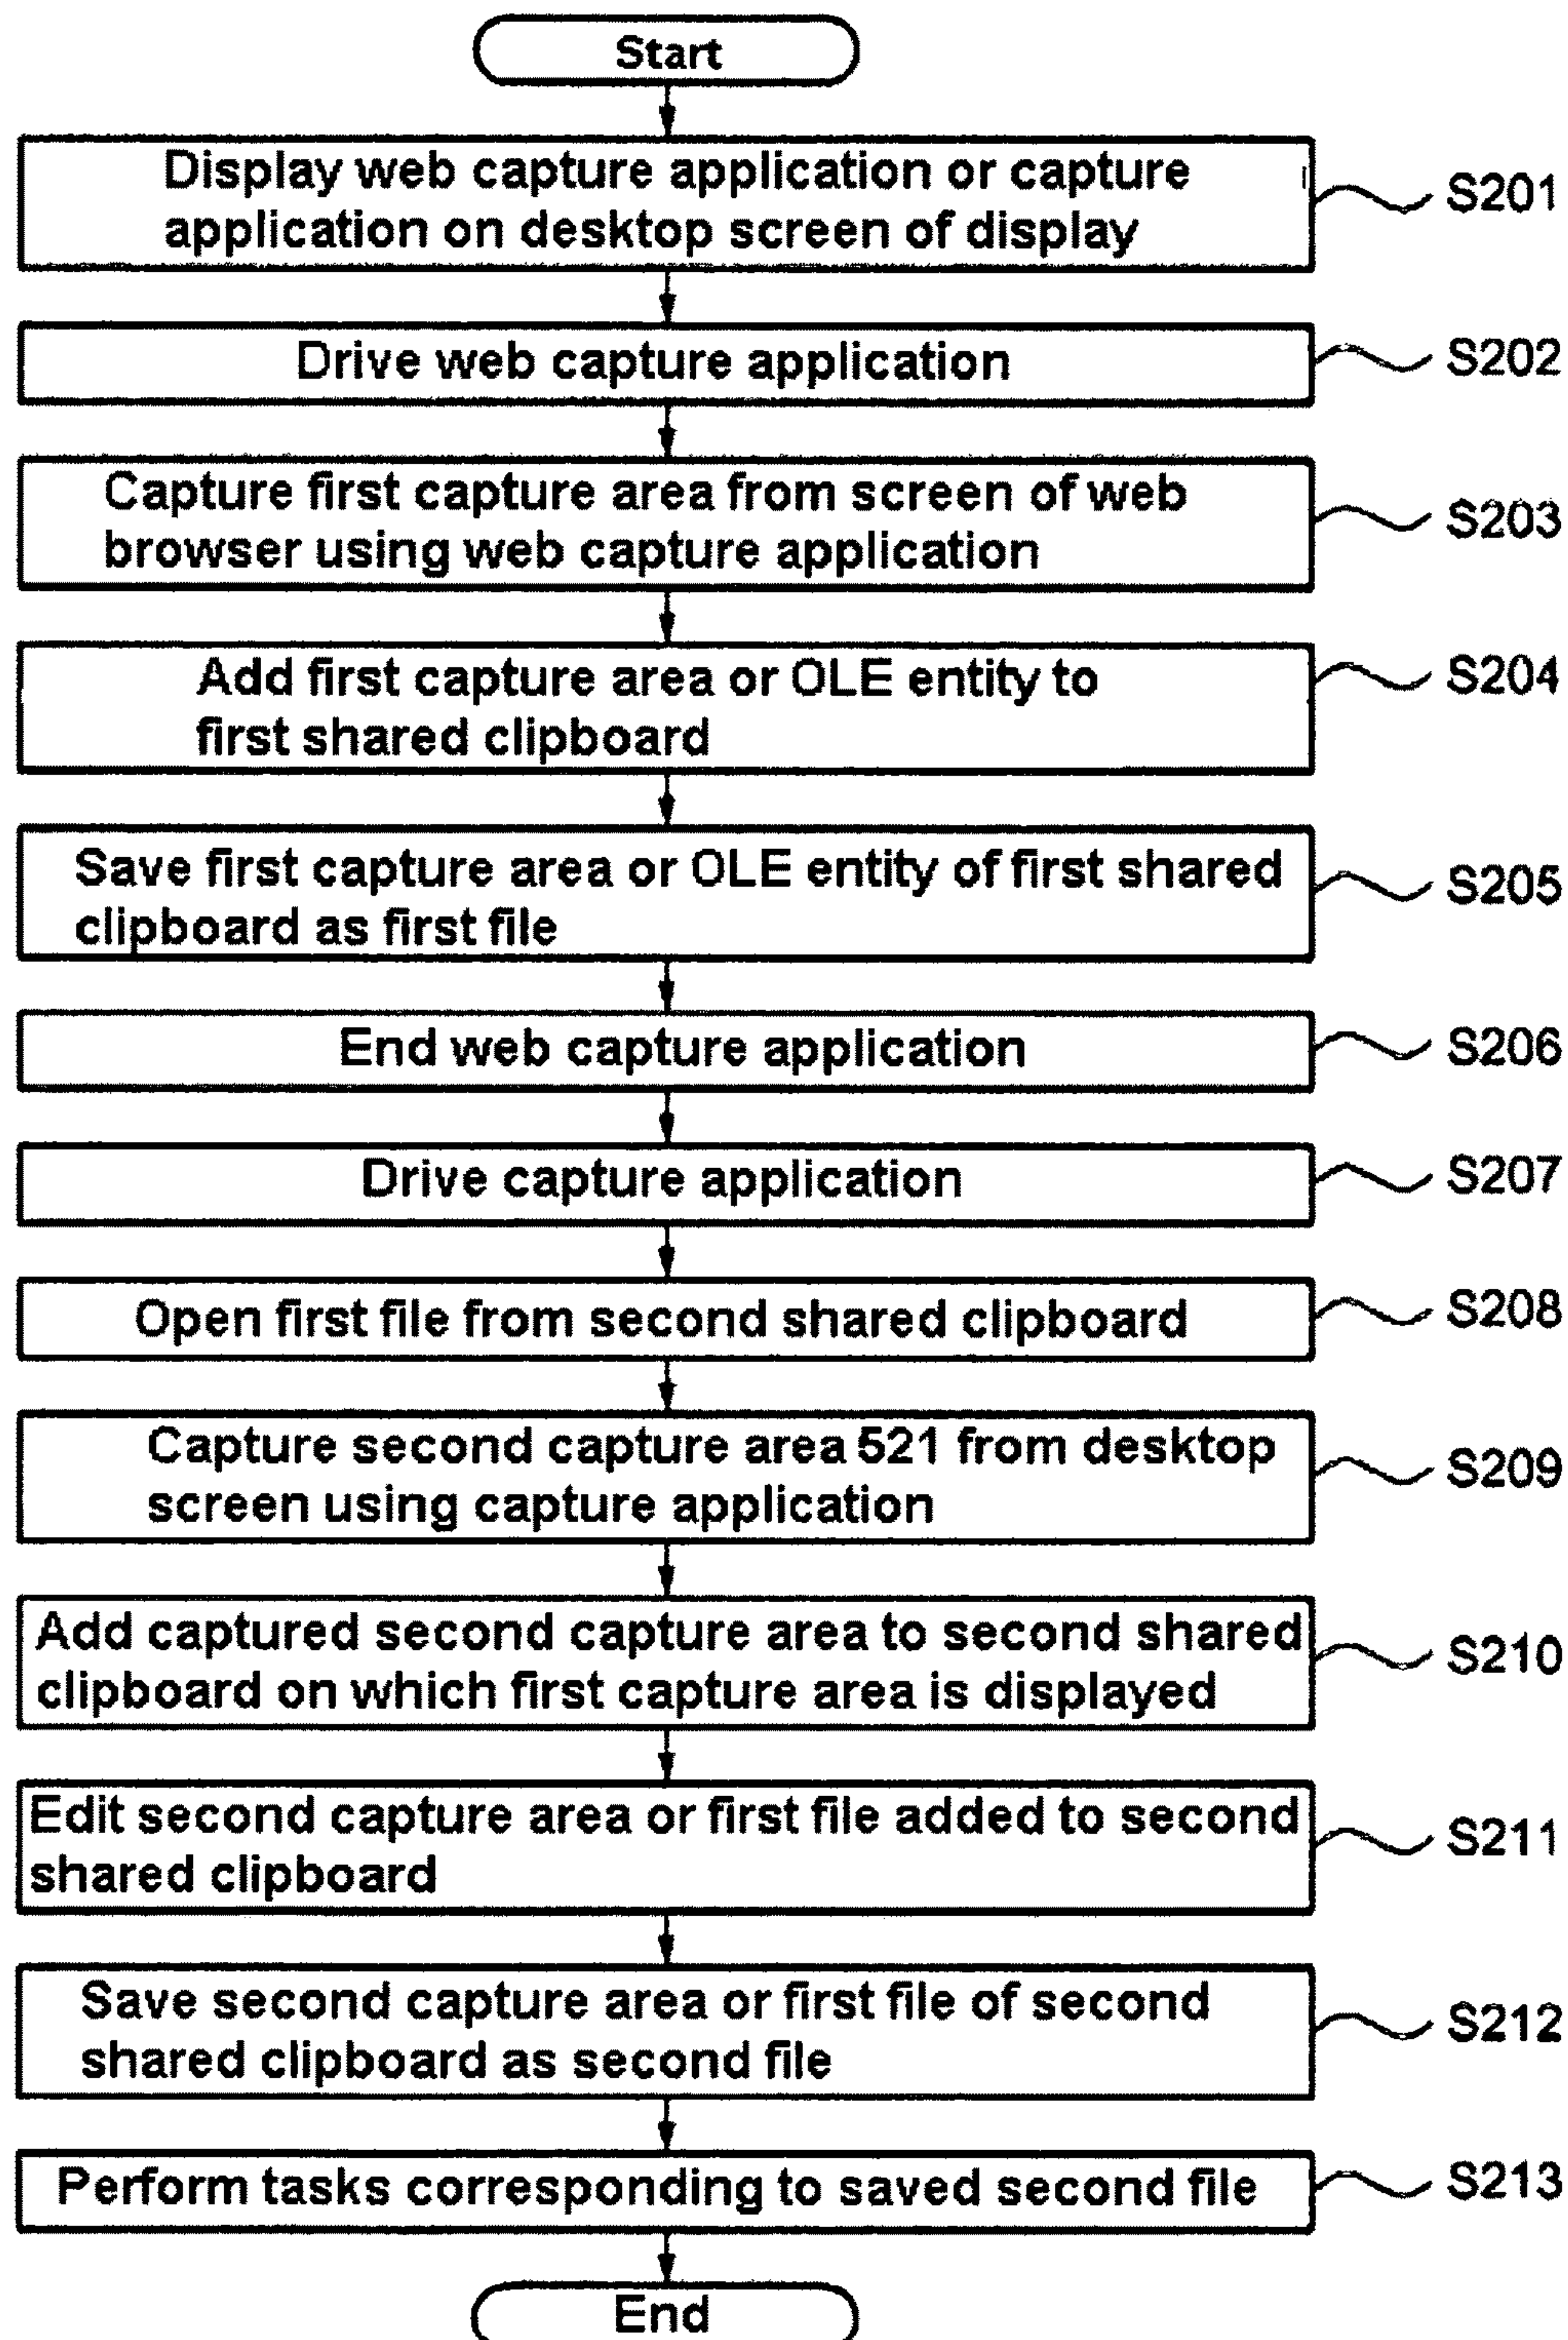 Start
Display web capture application or capture
application on desktop screen of display
S201
Drive web capture application
S202
Capture first capture area from screen of web
browser using web capture application
S203
Add first capture area or OLE entity to
first shared clipboard
S204
Save first capture area or OLE entity of first shared
clipboard as first file
S205
End web capture application
S206
Drive capture application
S207
Open first file from second shared clipboard
S208
Capture second capture area 521 from desktop
screen using capture application
S209
Add captured second capture area to second shared
clipboard on which first capture area is displayed
S210
Edit second capture area or first file added to second
shared clipboard
S211
Save second capture area or first file of second
shared clipboard as second file
S212
Perform tasks corresponding to saved second file
S213
End